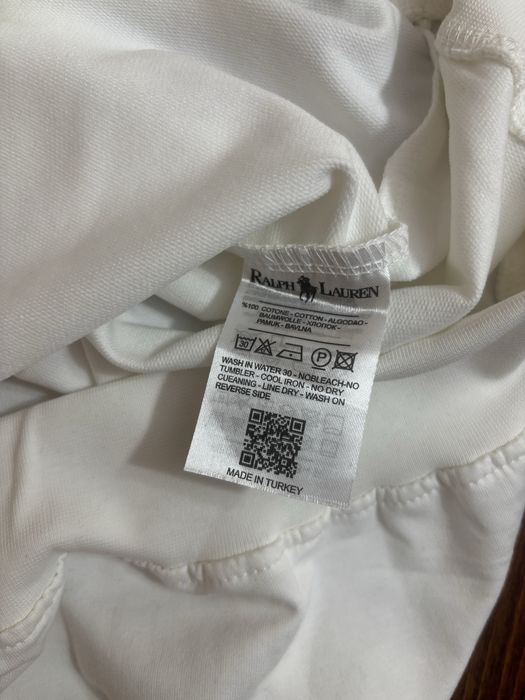 RALPH LAUREN
%100 COTONE - COTTON - ALGODAO -
BAUMWOLLE - ХЛОПОК -
PAMUK - BAVLNA
30 P
WASH IN WATER 30 - NOBLEACH-NO
TUMBLER - COOL IRON - NO DRY
CUEANING - LINE DRY - WASH ON
REVERSE SIDE
MADE IN TURKEY